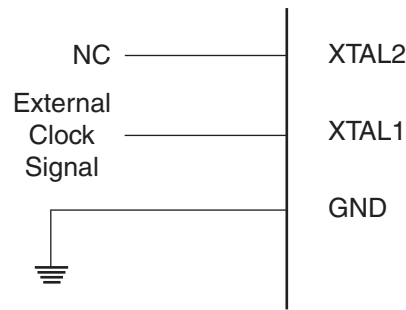 NC
XTAL2
External
Clock
Signal
XTAL1
GND